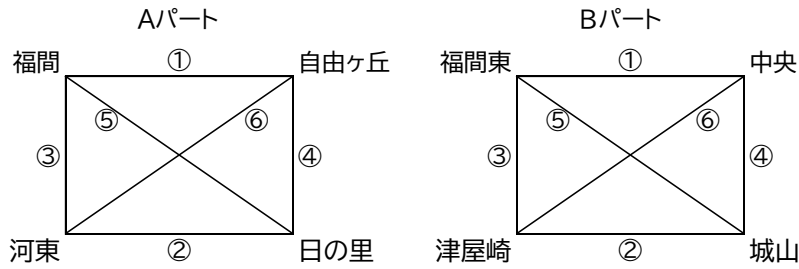 Aパート
Bパート
福間
①
自由ヶ丘
福間東
①
中央
⑤
⑥
⑤
⑥
③
④
③
④
河東
②
日の里
津屋崎
②
城山